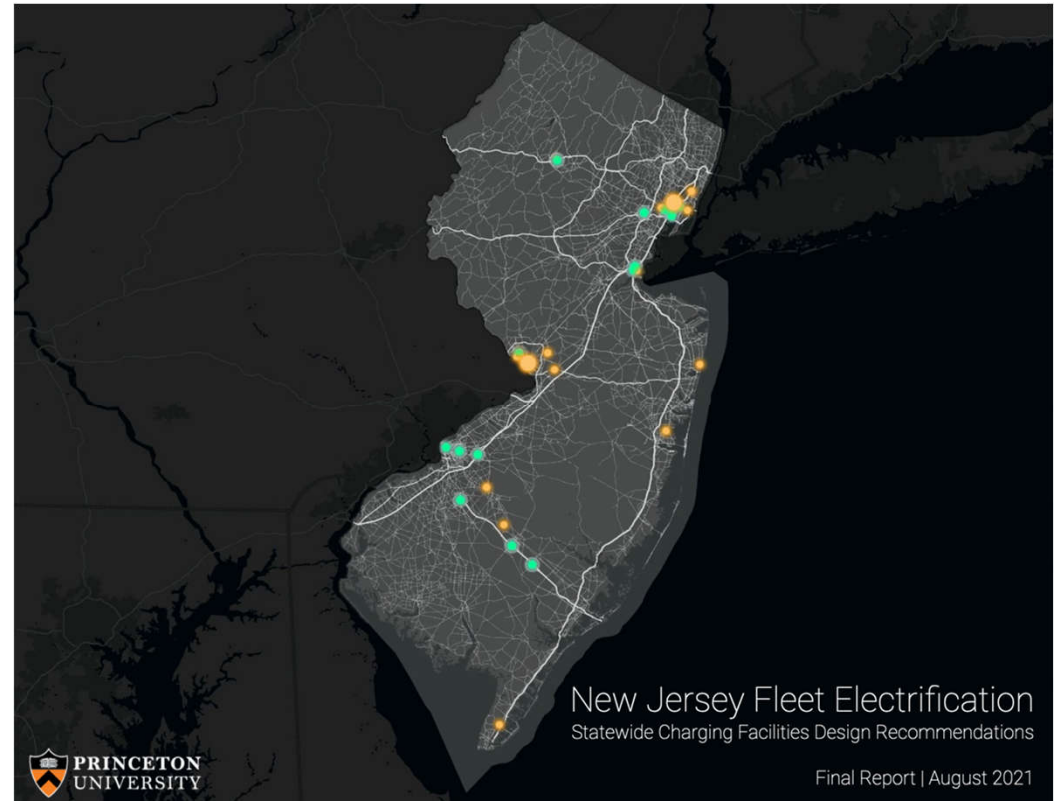 New Jersey Fleet Electrification
Statewide Charging Facilities Design Recommendations
PRINCETON
UNIVERSITY
Final Report | August 2021